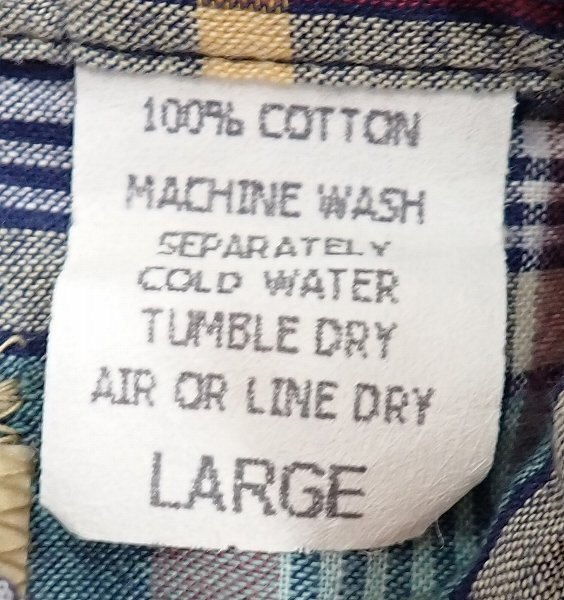 100% COTTON
MACHINE WASH
SEPARATELY
COLD WATER
TUMBLE DRY
AIR OR LINE DRY
LARGE